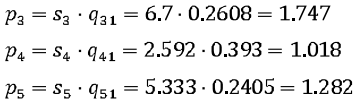 p₃ = s₃ · q₃₁ = 6.7 · 0.2608 = 1.747
p₄ = s₄ · q₄₁ = 2.592 · 0.393 = 1.018
p₅ = s₅ · q₅₁ = 5.333 · 0.2405 = 1.282